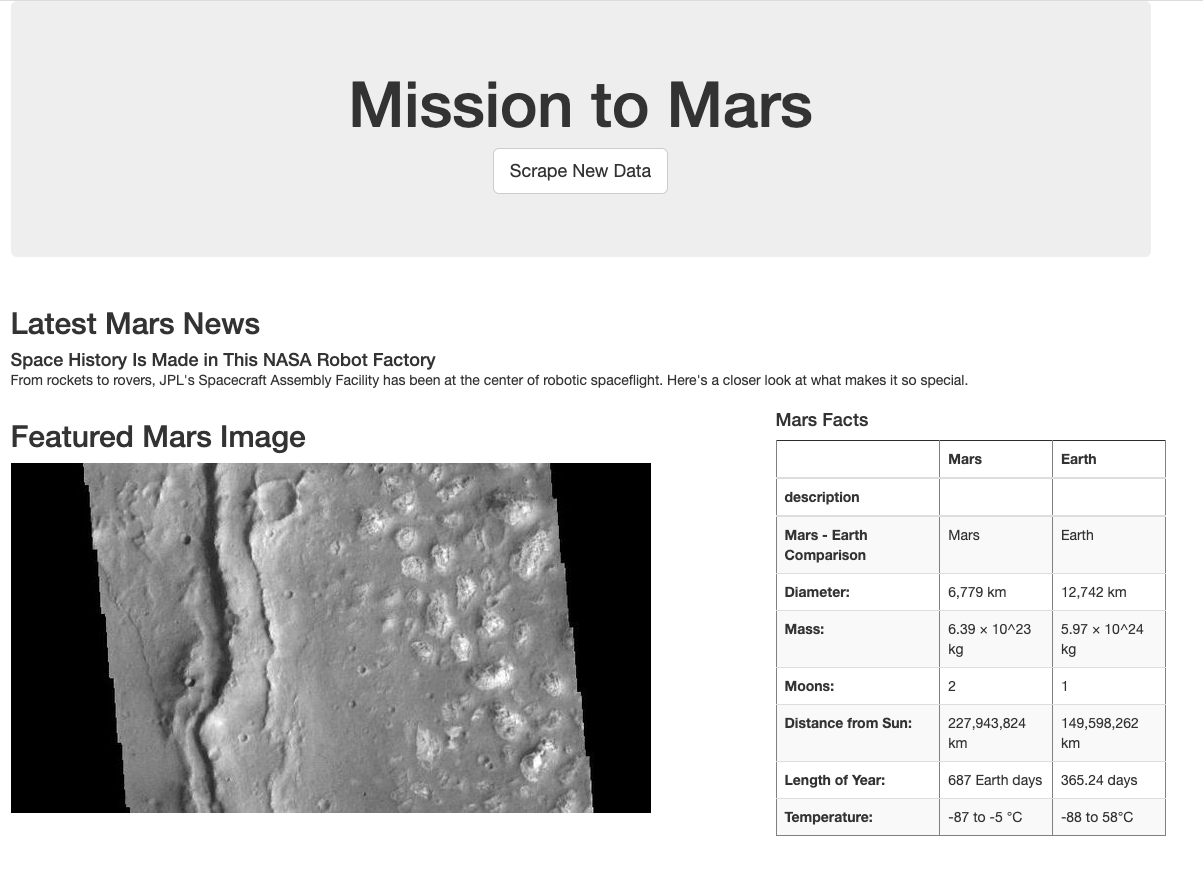 Mission to Mars
Scrape New Data
Latest Mars News
Space History Is Made in This NASA Robot Factory
From rockets to rovers, JPL's Spacecraft Assembly Facility has been at the center of robotic spaceflight. Here's a closer look at what makes it so special.
Featured Mars Image
Mars Facts
Mars Earth
description
Mars - Earth Mars Earth
Comparison
Diameter: 6,779 km 12,742 km
Mass: 6.39 × 10^23 5.97 × 10^24
kg kg
Moons: 2 1
Distance from Sun: 227,943,824 149,598,262
km km
Length of Year: 687 Earth days 365.24 days
Temperature: -87 to -5 °C -88 to 58°C